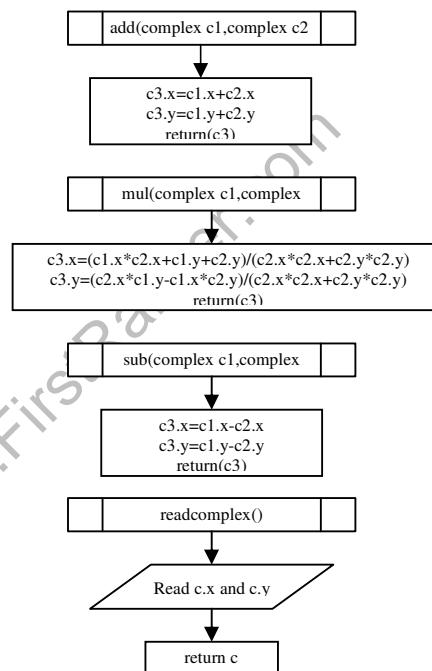 add(complex c1,complex c2
c3.x=c1.x+c2.x
c3.y=c1.y+c2.y
return(c3)
mul(complex c1,complex
c3.x=(c1.x*c2.x+c1.y+c2.y)/(c2.x*c2.x+c2.y*c2.y)
c3.y=(c2.x*c1.y-c1.x*c2.y)/(c2.x*c2.x+c2.y*c2.y)
return(c3)
sub(complex c1,complex
c3.x=c1.x-c2.x
c3.y=c1.y-c2.y
return(c3)
readcomplex()
Read c.x and c.y
return c